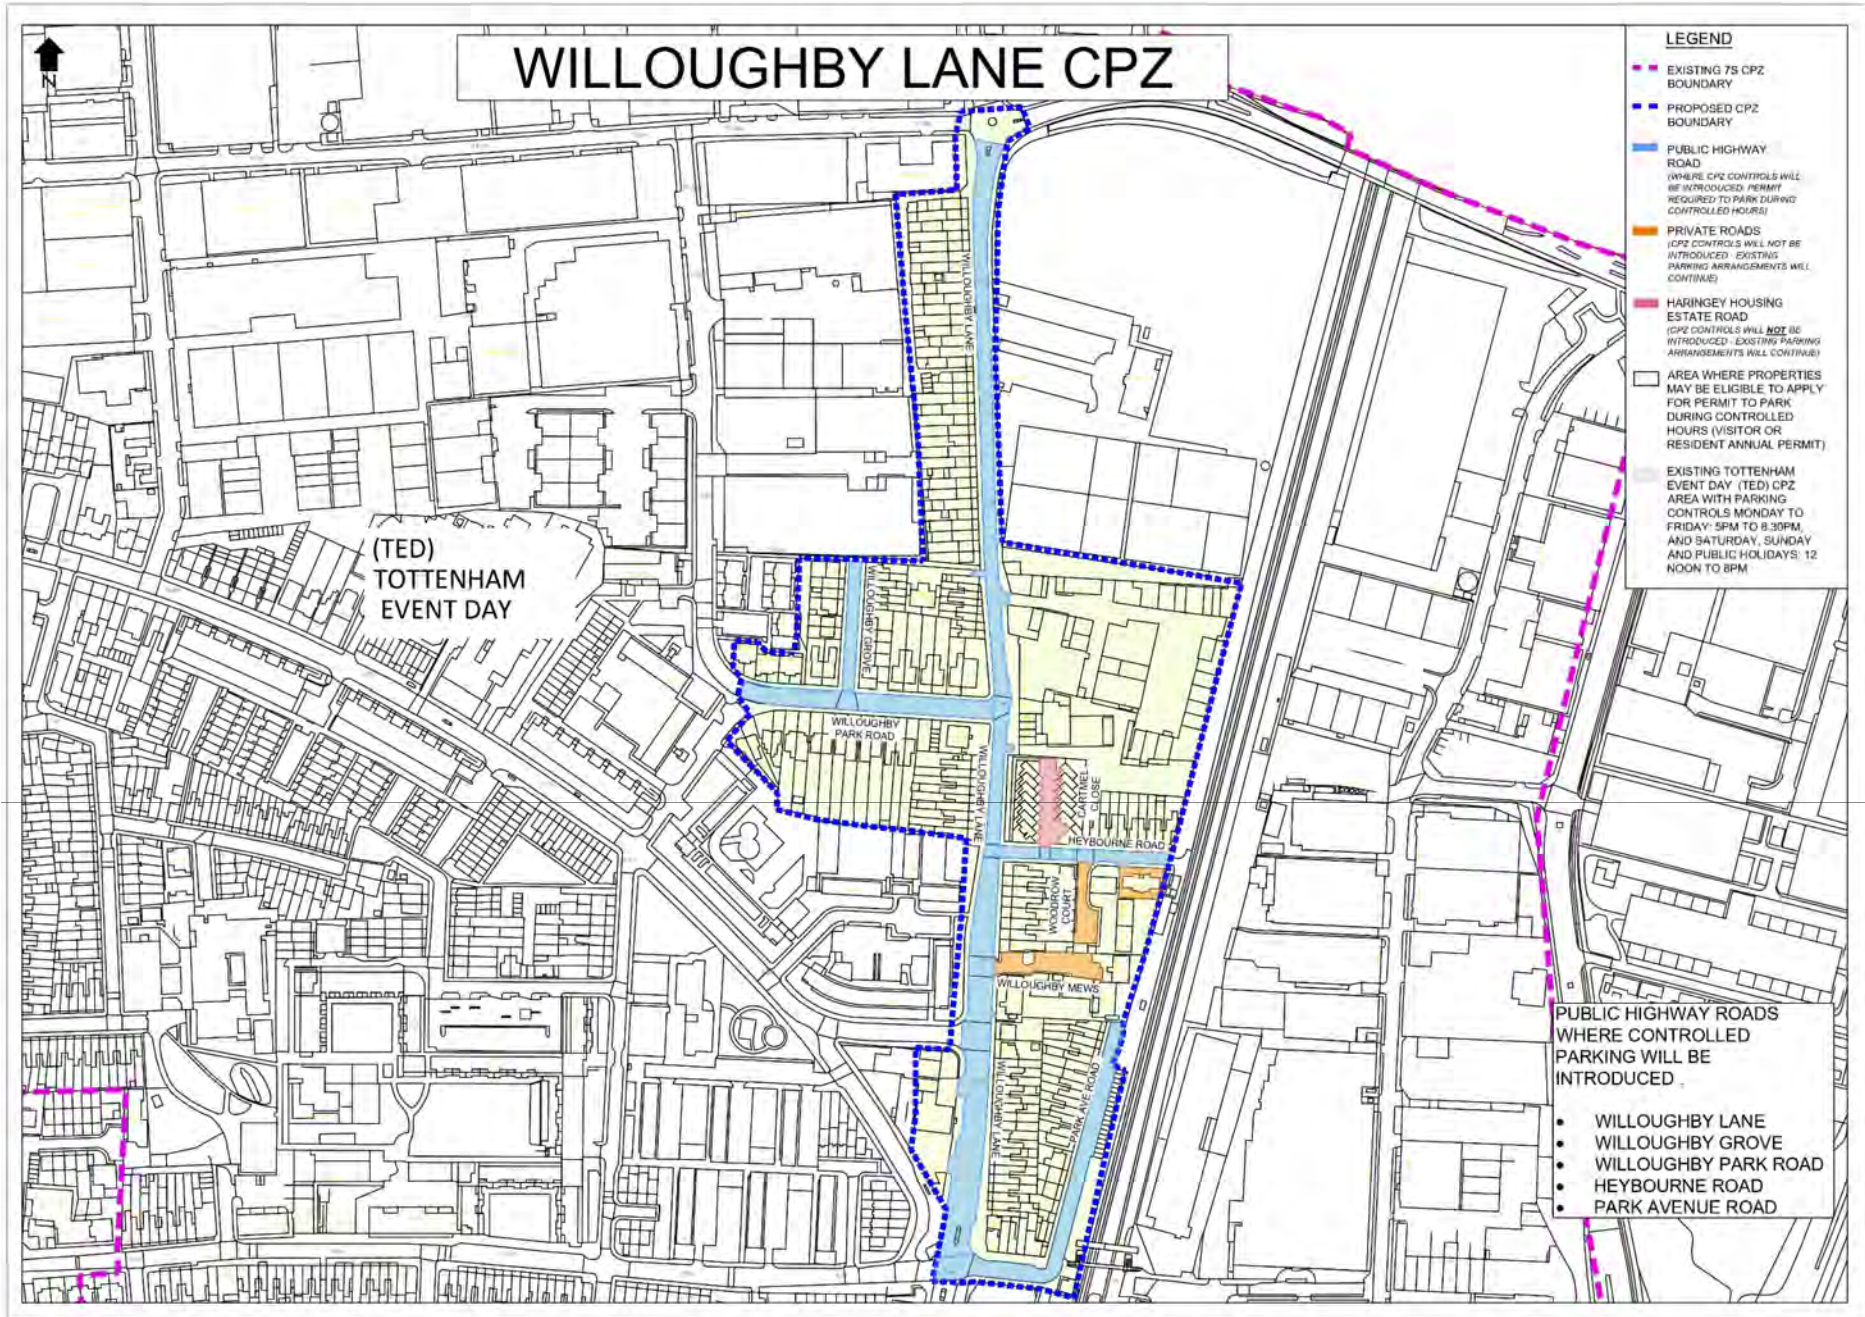 WILLOUGHBY LANE CPZ
N
LEGEND
EXISTING 7S CPZ
BOUNDARY
PROPOSED CPZ
BOUNDARY
PUBLIC HIGHWAY
ROAD
(WHERE CPZ CONTROLS WILL
BE INTRODUCED: PERMIT
REQUIRED TO PARK DURING
CONTROLLED HOURS)
PRIVATE ROADS
(CPZ CONTROLS WILL NOT BE
INTRODUCED - EXISTING
PARKING ARRANGEMENTS WILL
CONTINUE)
HARINGEY HOUSING
ESTATE ROAD
(CPZ CONTROLS WILL NOT BE
INTRODUCED - EXISTING PARKING
ARRANGEMENTS WILL CONTINUE)
AREA WHERE PROPERTIES
MAY BE ELIGIBLE TO APPLY
FOR PERMIT TO PARK
DURING CONTROLLED
HOURS (VISITOR OR
RESIDENT ANNUAL PERMIT)
EXISTING TOTTENHAM
EVENT DAY (TED) CPZ
AREA WITH PARKING
CONTROLS MONDAY TO
FRIDAY: 5PM TO 8.30PM,
AND SATURDAY, SUNDAY
AND PUBLIC HOLIDAYS: 12
NOON TO 8PM
WILLOUGHBY LANE
(TED)
TOTTENHAM
EVENT DAY
WILLOUGHBY GROVE
WILLOUGHBY
PARK ROAD
WILLOUGHBY LANE
CARTMEL
CLOSE
HEYBOURNE ROAD
WOODROW
COURT
WILLOUGHBY MEWS
WILLOUGHBY LANE
PARK AVE ROAD
PUBLIC HIGHWAY ROADS
WHERE CONTROLLED
PARKING WILL BE
INTRODUCED
• WILLOUGHBY LANE
• WILLOUGHBY GROVE
• WILLOUGHBY PARK ROAD
• HEYBOURNE ROAD
• PARK AVENUE ROAD